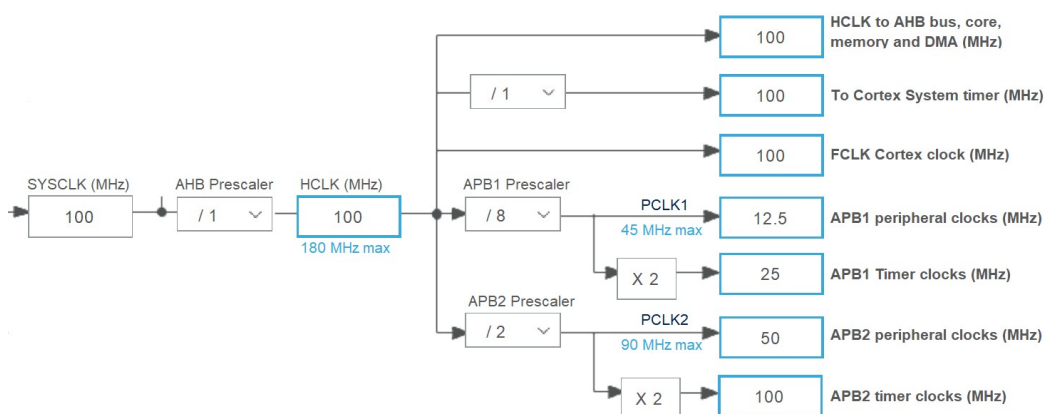 HCLK to AHB bus, core,
100
memory and DMA (MHz)
/ 1
100
To Cortex System timer (MHz)
100
FCLK Cortex clock (MHz)
SYSCLK (MHz)
AHB Prescaler
HCLK (MHz)
APB1 Prescaler
100
/ 1
100
/ 8
PCLK1
12.5
APB1 peripheral clocks (MHz)
180 MHz max
45 MHz max
X 2
25
APB1 Timer clocks (MHz)
APB2 Prescaler
/ 2
PCLK2
50
APB2 peripheral clocks (MHz)
90 MHz max
X 2
100
APB2 timer clocks (MHz)